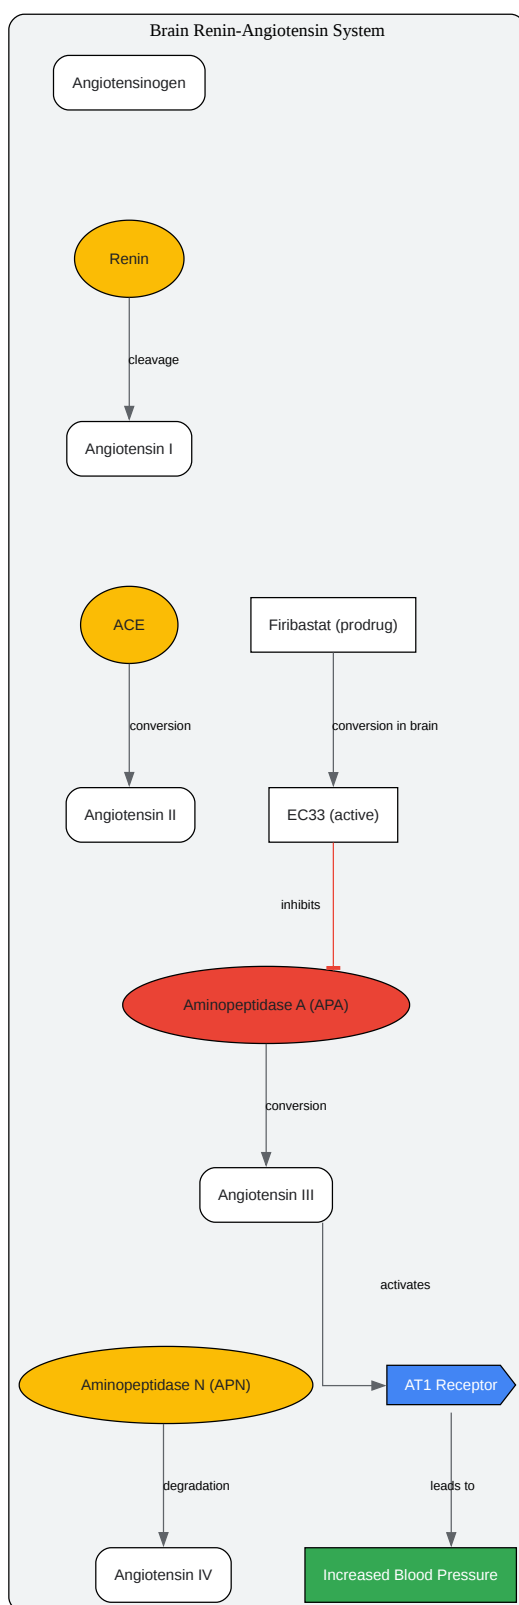 Brain Renin-Angiotensin System
Angiotensinogen
Renin
cleavage
Angiotensin I
ACE
Firibastat (prodrug)
conversion
conversion in brain
Angiotensin II
EC33 (active)
inhibits
Aminopeptidase A (APA)
conversion
Angiotensin III
activates
Aminopeptidase N (APN)
AT1 Receptor
degradation
leads to
Angiotensin IV
Increased Blood Pressure